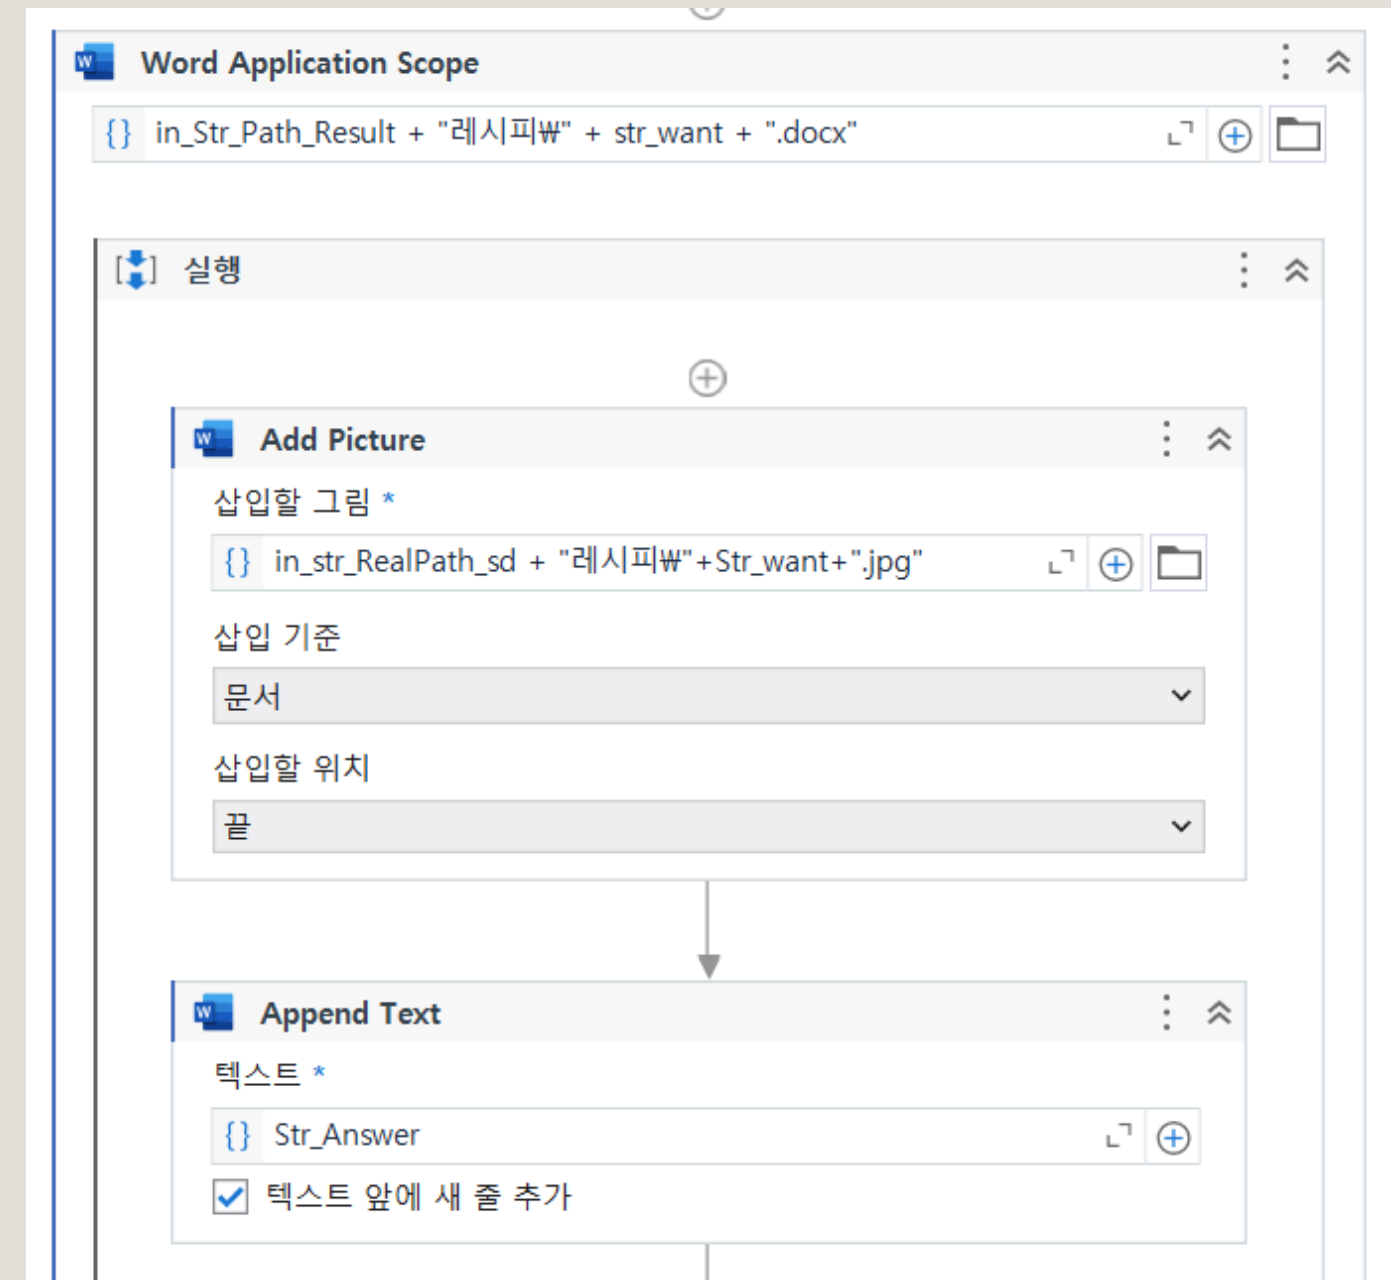 Word Application Scope
{} in_Str_Path_Result + "레시피₩" + str_want + ".docx"
실행
Add Picture
삽입할 그림 *
{} in_str_RealPath_sd + "레시피₩"+Str_want+".jpg"
삽입 기준
문서
삽입할 위치
끝
Append Text
텍스트 *
{} Str_Answer
텍스트 앞에 새 줄 추가